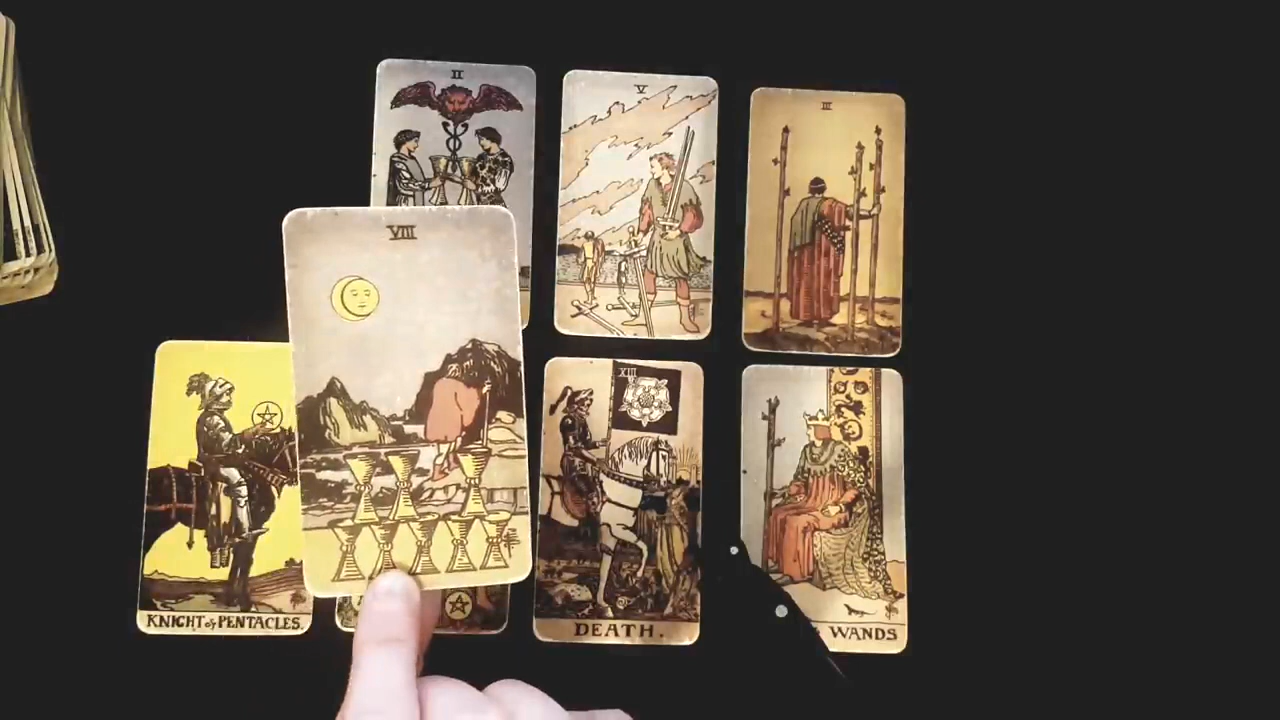 II
V
III
VIII
XIII
KNIGHT of PENTACLES.
DEATH.
WANDS